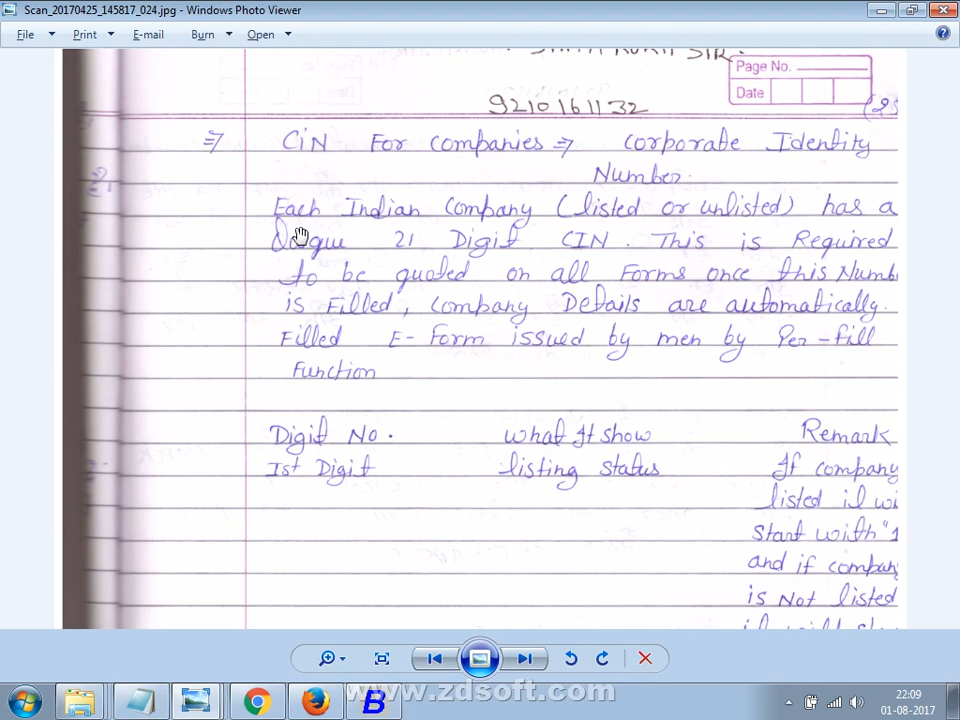 Scan_20170425_145817_024.jpg - Windows Photo Viewer
File Print E-mail Burn Open
SIR.
Page No.
9210161132
Date
⇒ CiN For companies ⇒ Corporate Identity
Number.
Each Indian Company (listed or unlisted) has a
21 Digit CIN. This is Required
to be quoted on all Forms once this Numb
is Filled, Company Details are automatically.
Filled E- Form issued by men by Per-fill
Function
Digit No. what It show Remark
Ist Digit listing status If company
listed il wi
start with "1
and if compan
is Not listed
www.zdsoft.com
22:09
01-08-2017